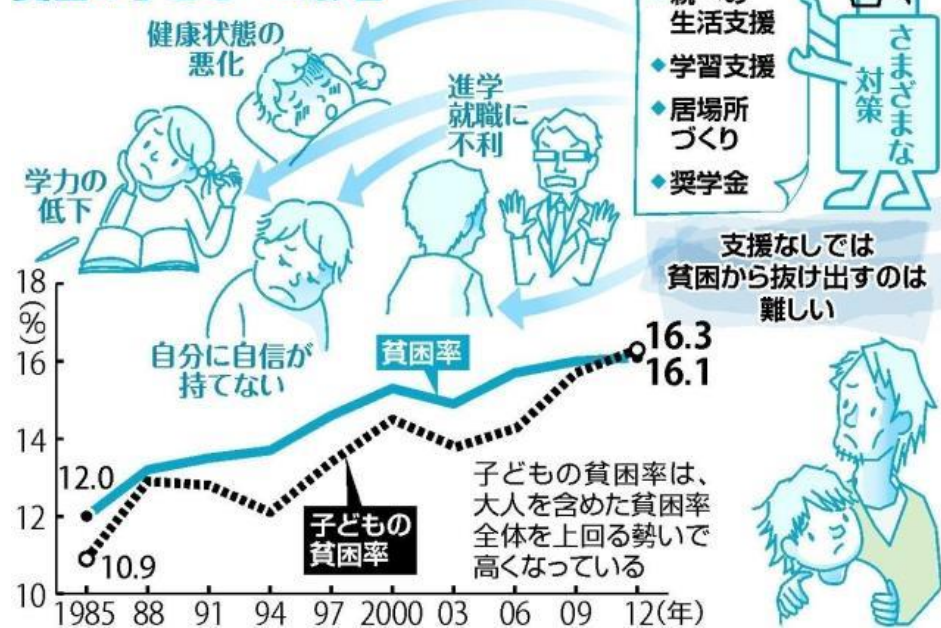 健康状態の
悪化
進学
就職に
不利
学力の
低下
自分に自信が
持てない
生活支援
◆学習支援
◆居場所
づくり
◆奨学金
さまざまな
対策
支援なしでは
貧困から抜け出すのは
難しい
18
(%)
16
14
12
10
貧困率
16.3
16.1
12.0
10.9
子どもの
貧困率
子どもの貧困率は、
大人を含めた貧困率
全体を上回る勢いで
高くなっている
1985 88 91 94 97 2000 03 06 09 12(年)